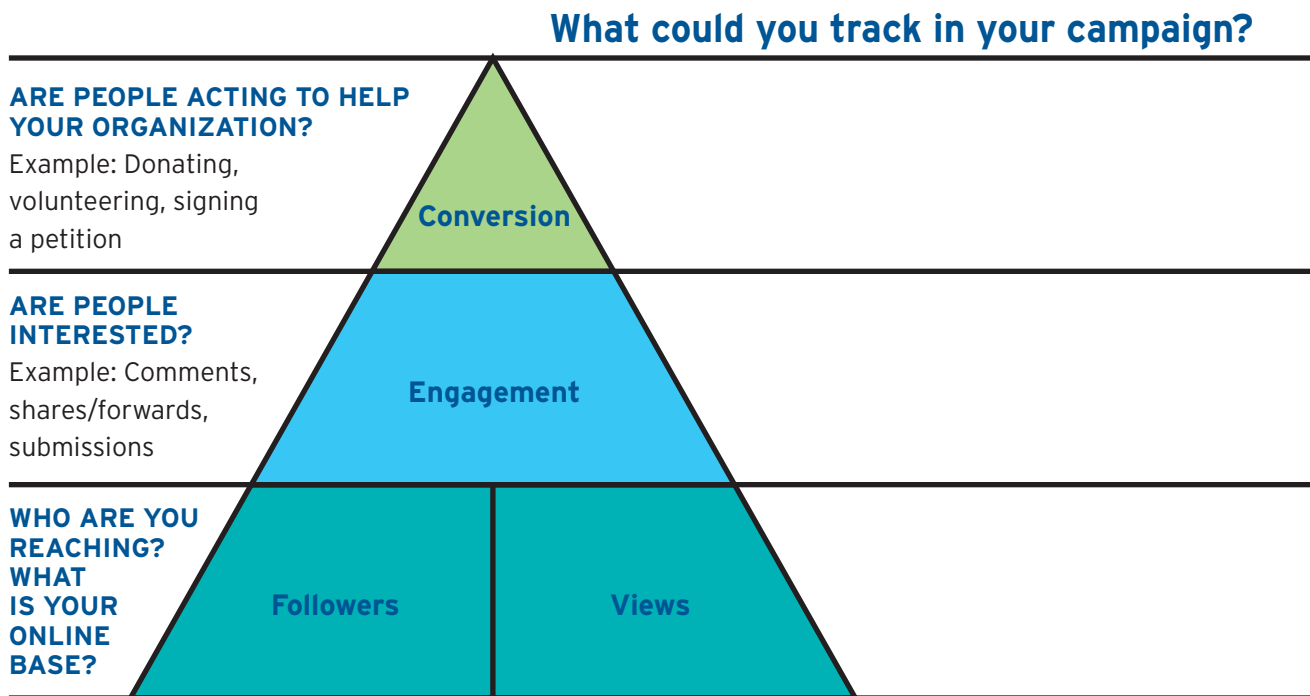 What could you track in your campaign?
ARE PEOPLE ACTING TO HELP
YOUR ORGANIZATION?
Example: Donating,
volunteering, signing
a petition
Conversion
ARE PEOPLE
INTERESTED?
Example: Comments,
shares/forwards,
submissions
Engagement
WHO ARE YOU
REACHING?
WHAT
IS YOUR
ONLINE
BASE?
Followers
Views